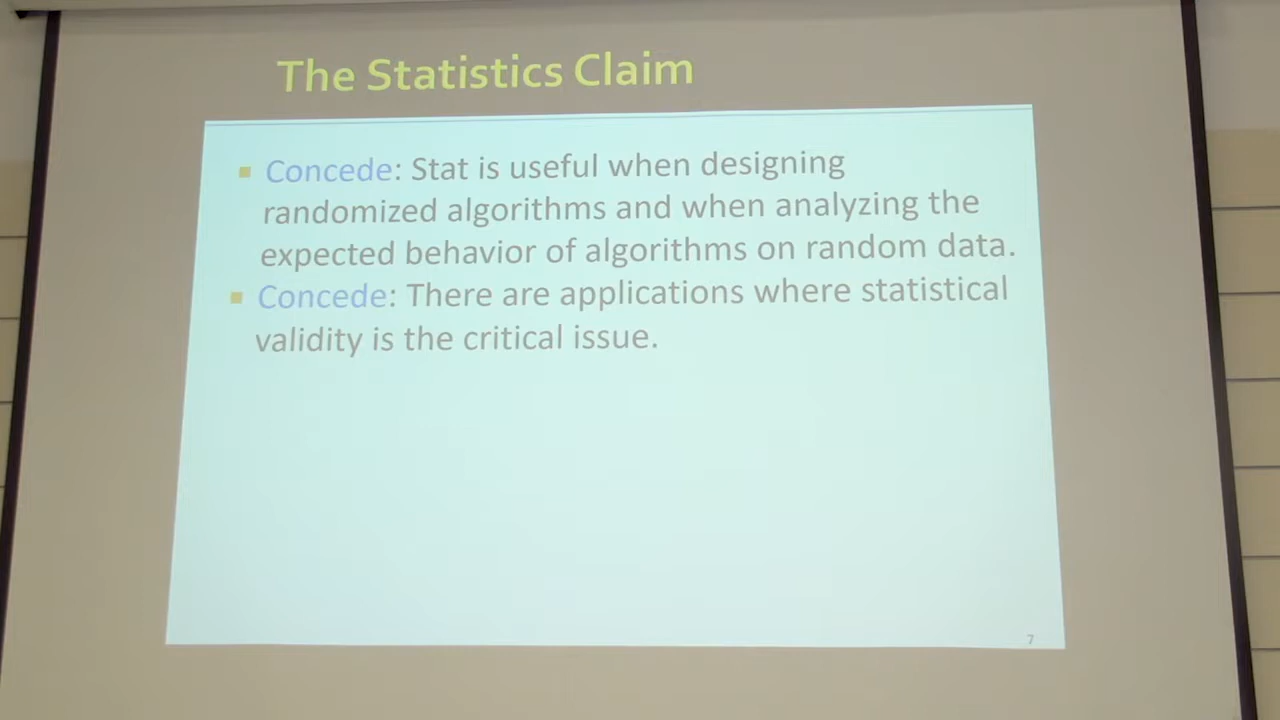 The Statistics Claim
Concede: Stat is useful when designing
randomized algorithms and when analyzing the
expected behavior of algorithms on random data.
Concede: There are applications where statistical
validity is the critical issue.
7